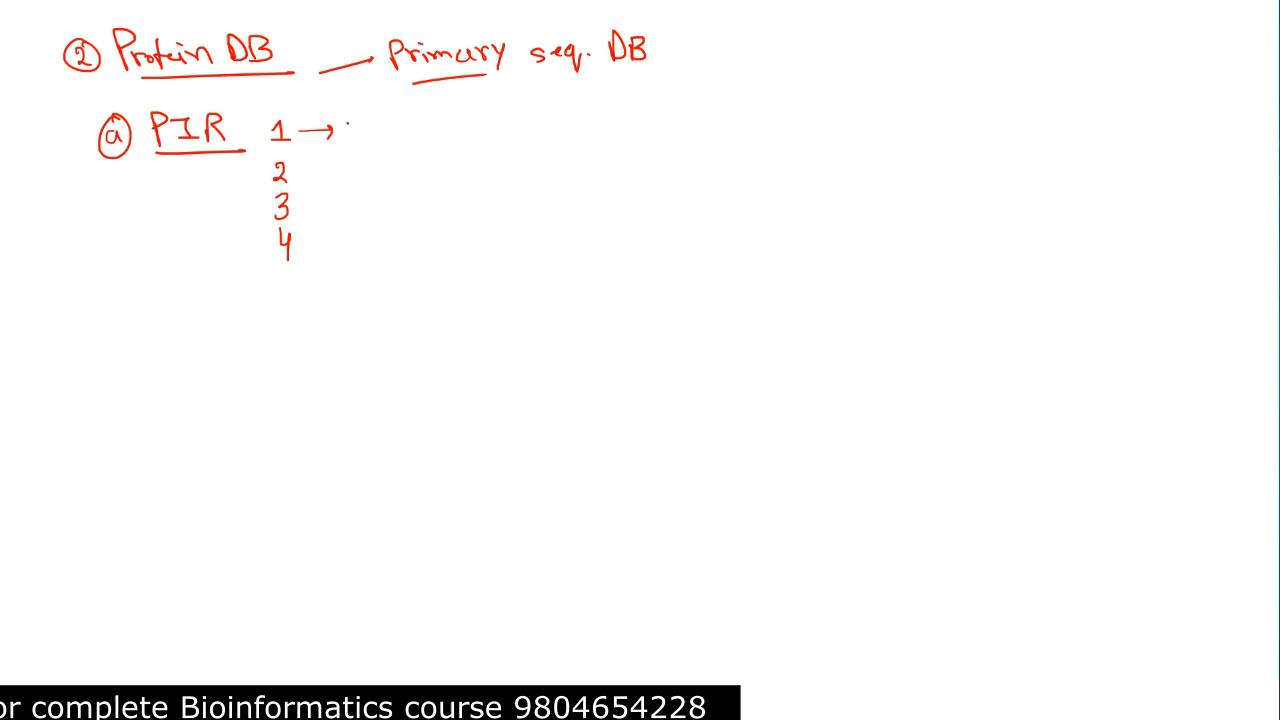 ② Protein DB → Primary seq. DB
ⓐ PIR 1 →
2
3
4
or complete Bioinformatics course 9804654228